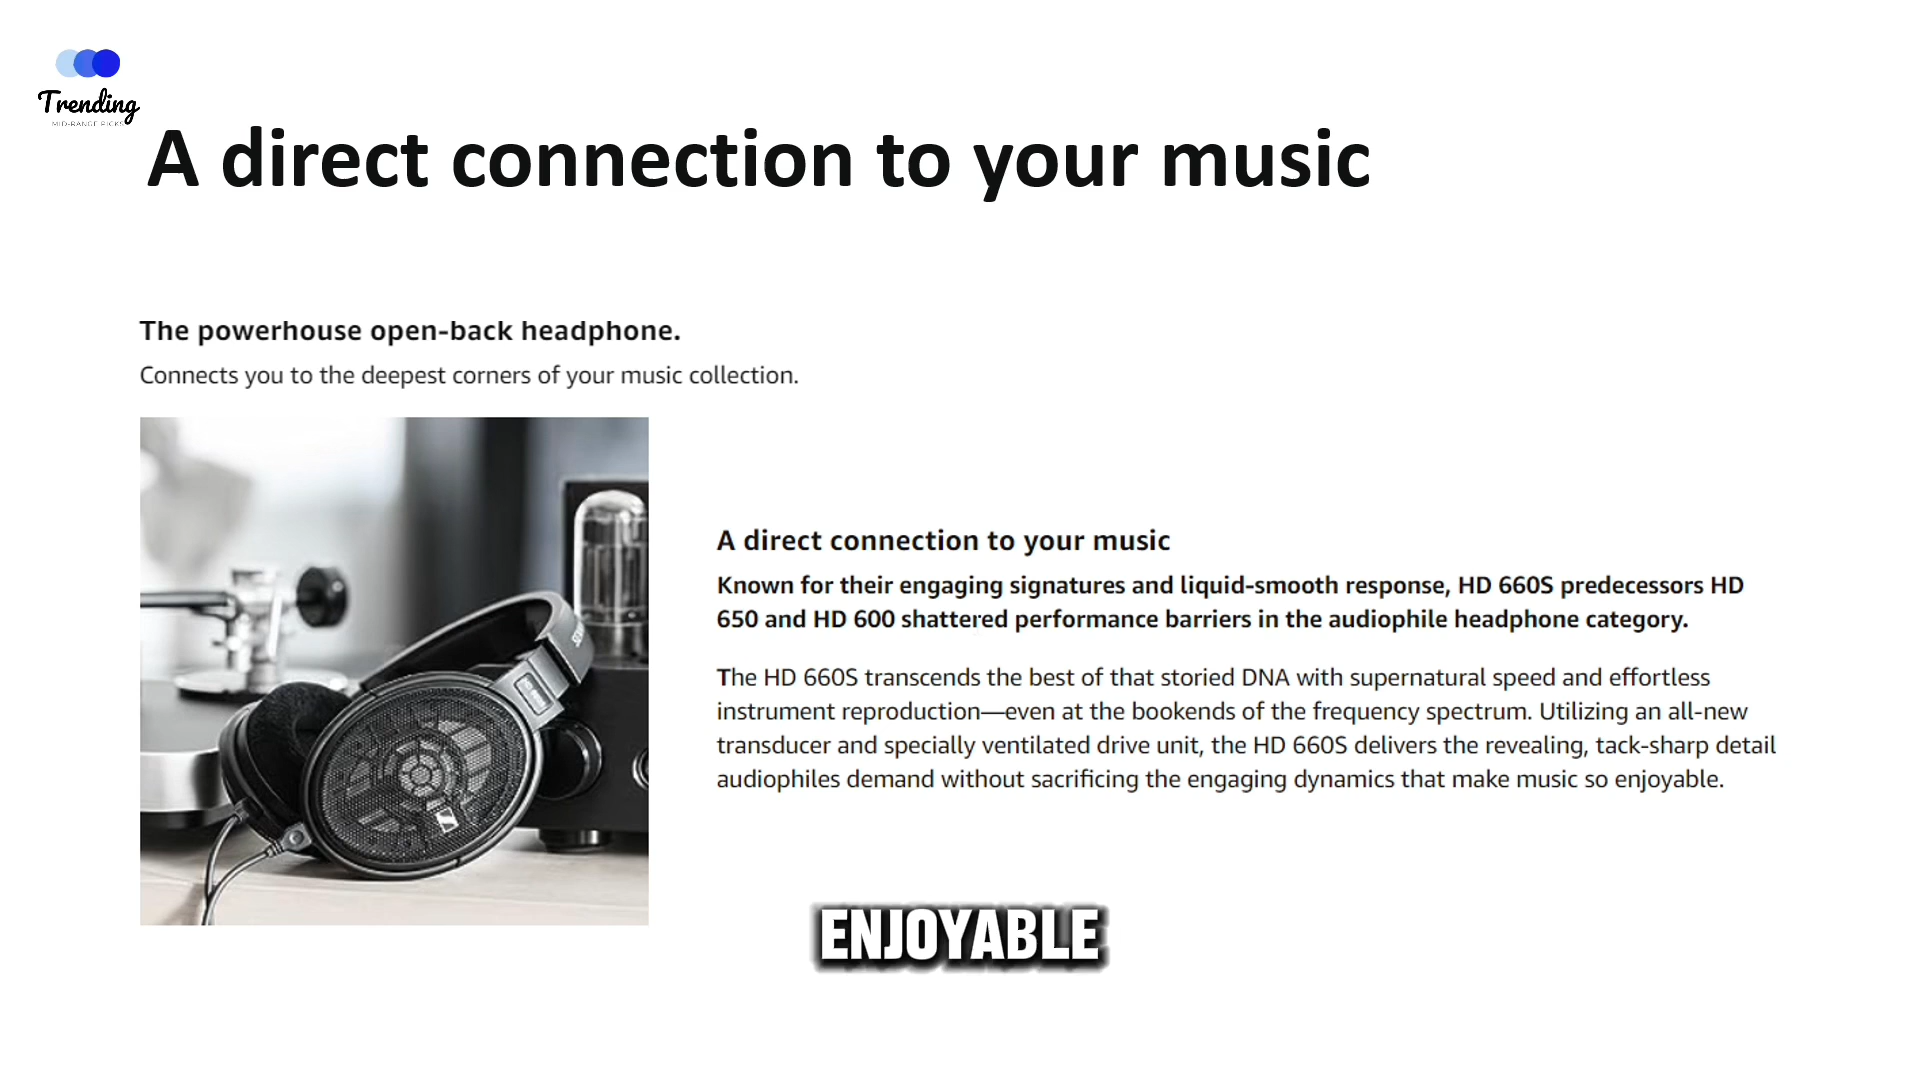 Trending
MID-RANGE PICKS
A direct connection to your music
The powerhouse open-back headphone.
Connects you to the deepest corners of your music collection.
A direct connection to your music
Known for their engaging signatures and liquid-smooth response, HD 660S predecessors HD
650 and HD 600 shattered performance barriers in the audiophile headphone category.
The HD 660S transcends the best of that storied DNA with supernatural speed and effortless
instrument reproduction—even at the bookends of the frequency spectrum. Utilizing an all-new
transducer and specially ventilated drive unit, the HD 660S delivers the revealing, tack-sharp detail
audiophiles demand without sacrificing the engaging dynamics that make music so enjoyable.
ENJOYABLE